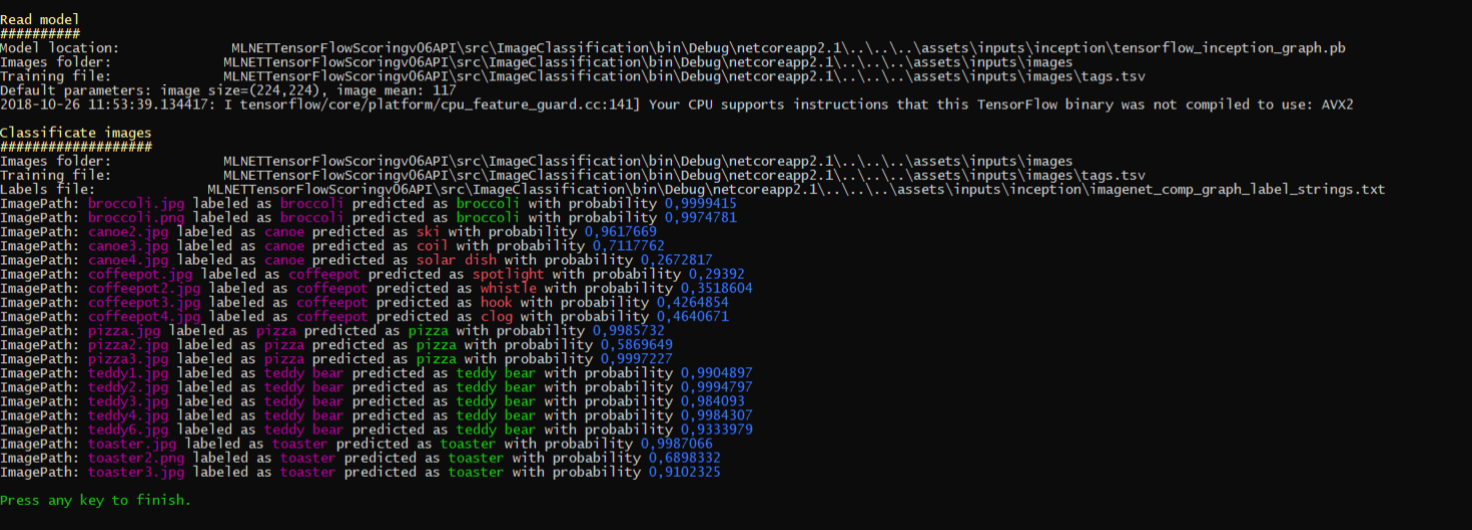 Read model
##########
Model location: MLNETTensorFlowScoringv06API\src\ImageClassification\bin\Debug\netcoreapp2.1\..\..\..\assets\inputs\inception\tensorflow_inception_graph.pb
Images folder: MLNETTensorFlowScoringv06API\src\ImageClassification\bin\Debug\netcoreapp2.1\..\..\..\assets\inputs\images
Training file: MLNETTensorFlowScoringv06API\src\ImageClassification\bin\Debug\netcoreapp2.1\..\..\..\assets\inputs\images\tags.tsv
Default parameters: image size=(224,224), image mean: 117
2018-10-26 11:53:39.134417: I tensorflow/core/platform/cpu_feature_guard.cc:141] Your CPU supports instructions that this TensorFlow binary was not compiled to use: AVX2
Classificate images
###################
Images folder: MLNETTensorFlowScoringv06API\src\ImageClassification\bin\Debug\netcoreapp2.1\..\..\..\assets\inputs\images
Training file: MLNETTensorFlowScoringv06API\src\ImageClassification\bin\Debug\netcoreapp2.1\..\..\..\assets\inputs\images\tags.tsv
Labels file: MLNETTensorFlowScoringv06API\src\ImageClassification\bin\Debug\netcoreapp2.1\..\..\..\assets\inputs\inception\imagenet_comp_graph_label_strings.txt
ImagePath: broccoli.jpg labeled as broccoli predicted as broccoli with probability 0,9999415
ImagePath: broccoli.png labeled as broccoli predicted as broccoli with probability 0,9974781
ImagePath: canoe2.jpg labeled as canoe predicted as ski with probability 0,9617669
ImagePath: canoe3.jpg labeled as canoe predicted as coil with probability 0,7117762
ImagePath: canoe4.jpg labeled as canoe predicted as solar dish with probability 0,2672817
ImagePath: coffeepot.jpg labeled as coffeepot predicted as spotlight with probability 0,29392
ImagePath: coffeepot2.jpg labeled as coffeepot predicted as whistle with probability 0,3518604
ImagePath: coffeepot3.jpg labeled as coffeepot predicted as hook with probability 0,4264854
ImagePath: coffeepot4.jpg labeled as coffeepot predicted as clog with probability 0,4640671
ImagePath: pizza.jpg labeled as pizza predicted as pizza with probability 0,9985732
ImagePath: pizza2.jpg labeled as pizza predicted as pizza with probability 0,5869649
ImagePath: pizza3.jpg labeled as pizza predicted as pizza with probability 0,9997227
ImagePath: teddy1.jpg labeled as teddy bear predicted as teddy bear with probability 0,9904897
ImagePath: teddy2.jpg labeled as teddy bear predicted as teddy bear with probability 0,9994797
ImagePath: teddy3.jpg labeled as teddy bear predicted as teddy bear with probability 0,984093
ImagePath: teddy4.jpg labeled as teddy bear predicted as teddy bear with probability 0,9984307
ImagePath: teddy6.jpg labeled as teddy bear predicted as teddy bear with probability 0,9333979
ImagePath: toaster.jpg labeled as toaster predicted as toaster with probability 0,9987066
ImagePath: toaster2.png labeled as toaster predicted as toaster with probability 0,6898332
ImagePath: toaster3.jpg labeled as toaster predicted as toaster with probability 0,9102325
Press any key to finish.